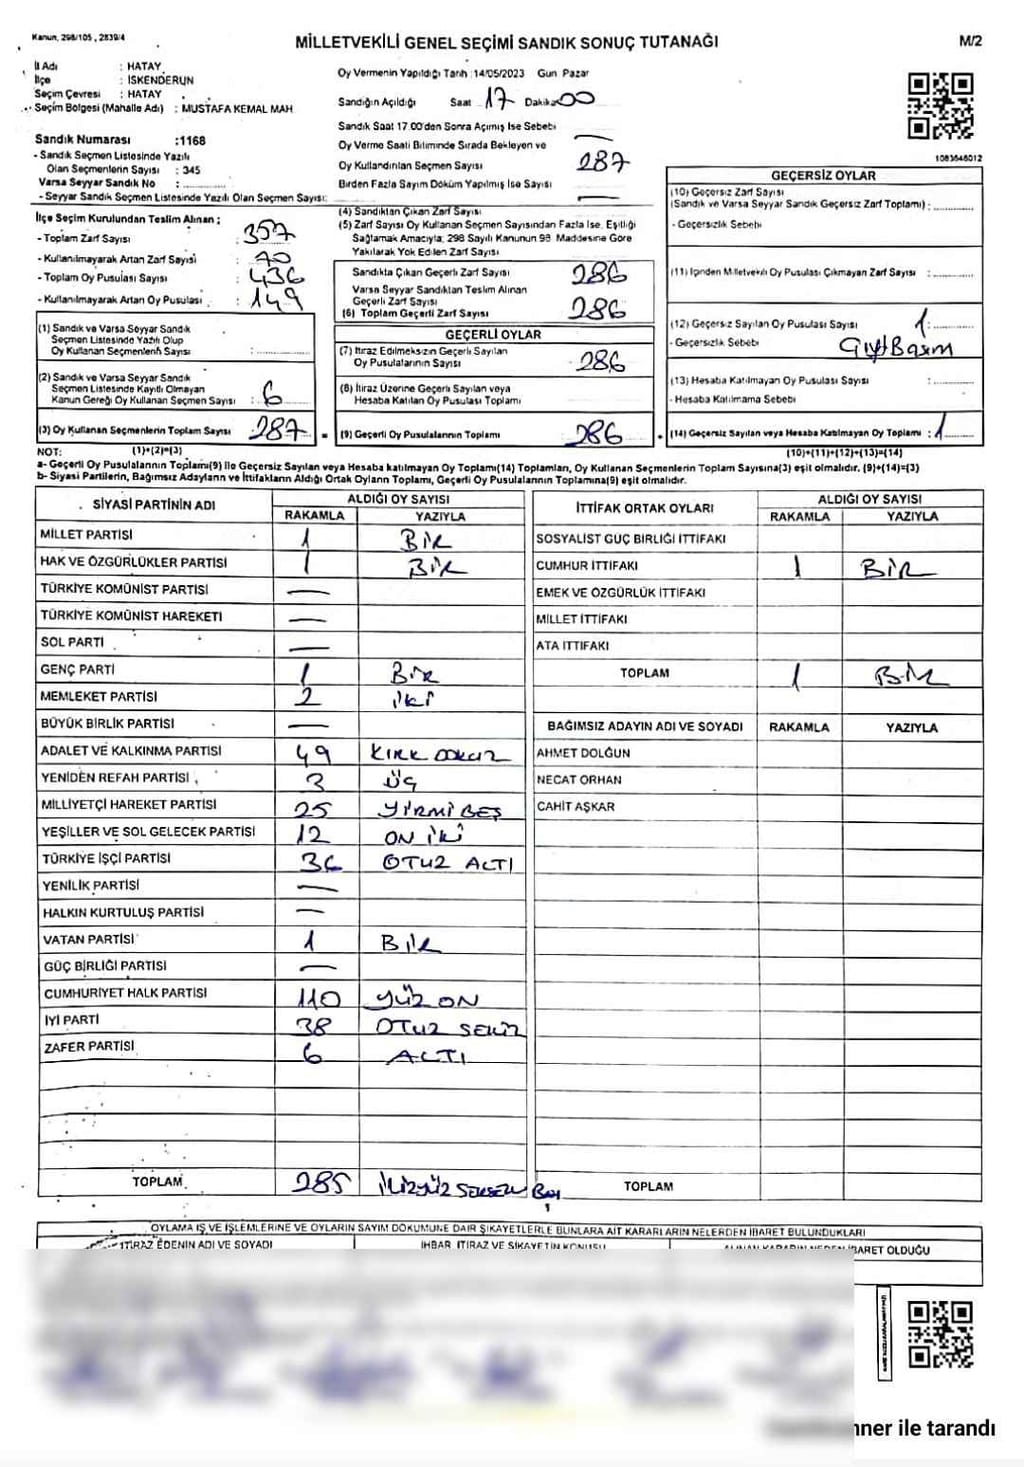 Kanun, 298/105, 2839/4
MİLLETVEKİLİ GENEL SEÇİMİ SANDIK SONUÇ TUTANAĞI
M/2
İl Adı : HATAY
İlçe : İSKENDERUN
Seçim Çevresi : HATAY
Seçim Bölgesi (Mahalle Adı) : MUSTAFA KEMAL MAH
Sandık Numarası :1168
- Sandık Seçmen Listesinde Yazılı
Olan Seçmenlerin Sayısı : 345
Varsa Seyyar Sandık No :
- Seyyar Sandık Seçmen Listesinde Yazılı Olan Seçmen Sayısı:
İlçe Seçim Kurulundan Teslim Alınan ;
- Toplam Zarf Sayısı : 357
- Kullanılmayarak Artan Zarf Sayısı : 70
- Toplam Oy Pusulası Sayısı : 436
- Kullanılmayarak Artan Oy Pusulası : 149
(1) Sandık ve Varsa Seyyar Sandık
Seçmen Listesinde Yazılı Olup
Oy Kullanan Seçmenlerin Sayısı :
(2) Sandık ve Varsa Seyyar Sandık
Seçmen Listesinde Kayıtlı Olmayan
Kanun Gereği Oy Kullanan Seçmen Sayısı : 6
(3) Oy Kullanan Seçmenlerin Toplam Sayısı 287
(1)+(2)=(3)
Oy Vermenin Yapıldığı Tarih :14/05/2023 Gun Pazar
Sandığın Açıldığı Saat 17 Dakika 00
Sandık Saat 17.00'den Sonra Açımış İse Sebebi —
Oy Verme Saati Bitiminde Sırada Bekleyen ve
Oy Kullandırılan Seçmen Sayısı 287
Birden Fazla Sayım Döküm Yapılmış İse Sayısı —
(4) Sandıktan Çıkan Zarf Sayısı
(5) Zarf Sayısı Oy Kullanan Seçmen Sayısından Fazla İse, Eşitliği
Sağlamak Amacıyla, 298 Sayılı Kanunun 98 Maddesine Göre
Yakılarak Yok Edilen Zarf Sayısı
Sandıkta Çıkan Geçerli Zarf Sayısı 286
Varsa Seyyar Sandıktan Teslim Alınan
Geçerli Zarf Sayısı
(6) Toplam Geçerli Zarf Sayısı 286
GEÇERLİ OYLAR
(7) İtiraz Edilmeksizin Geçerli Sayılan
Oy Pusulalarının Sayısı 286
(8) İtiraz Üzerine Geçerli Sayılan veya
Hesaba Katılan Oy Pusulası Toplamı
(9) Geçerli Oy Pusulalarının Toplamı 286
1083648012
GEÇERSİZ OYLAR
(10) Geçersiz Zarf Sayısı
(Sandık ve Varsa Seyyar Sandık Geçersiz Zarf Toplamı) :
- Geçersizlik Sebebi
(11) İçinden Milletvekili Oy Pusulası Çıkmayan Zarf Sayısı :
(12) Geçersiz Sayılan Oy Pusulası Sayısı 1
- Geçersizlik Sebebi Çift Basım
(13) Hesaba Katılmayan Oy Pusulası Sayısı :
- Hesaba Katılmama Sebebi
(14) Geçersiz Sayılan veya Hesaba Katılmayan Oy Toplamı : 1
(10)+(11)+(12)+(13)=(14)
NOT:
a- Geçerli Oy Pusulalarının Toplamı(9) İle Geçersiz Sayılan veya Hesaba katılmayan Oy Toplamı(14) Toplamları, Oy Kullanan Seçmenlerin Toplam Sayısına(3) eşit olmalıdır. (9)+(14)=(3)
b- Siyasi Partilerin, Bağımsız Adayların ve İttifakların Aldığı Ortak Oyların Toplamı, Geçerli Oy Pusulalarının Toplamına(9) eşit olmalıdır.
SİYASİ PARTİNİN ADI ALDIĞI OY SAYISI
RAKAMLA YAZIYLA
MİLLET PARTİSİ 1 BİR
HAK VE ÖZGÜRLÜKLER PARTİSİ 1 BİR
TÜRKİYE KOMÜNİST PARTİSİ —
TÜRKİYE KOMÜNİST HAREKETİ —
SOL PARTİ —
GENÇ PARTİ 1 BİR
MEMLEKET PARTİSİ 2 İKİ
BÜYÜK BİRLİK PARTİSİ —
ADALET VE KALKINMA PARTİSİ 49 KIRK DOKUZ
YENİDEN REFAH PARTİSİ 3 ÜÇ
MİLLİYETÇİ HAREKET PARTİSİ 25 YİRMİ BEŞ
YEŞİLLER VE SOL GELECEK PARTİSİ 12 ON İKİ
TÜRKİYE İŞÇİ PARTİSİ 36 OTUZ ALTI
YENİLİK PARTİSİ —
HALKIN KURTULUŞ PARTİSİ —
VATAN PARTİSİ 1 BİR
GÜÇ BİRLİĞİ PARTİSİ —
CUMHURİYET HALK PARTİSİ 110 YÜZ ON
İYİ PARTİ 38 OTUZ SEKİZ
ZAFER PARTİSİ 6 ALTI
TOPLAM 285 İKİZYÜZ SEKSEN BEŞ
İTTİFAK ORTAK OYLARI ALDIĞI OY SAYISI
RAKAMLA YAZIYLA
SOSYALİST GÜÇ BİRLİĞİ İTTİFAKI
CUMHUR İTTİFAKI 1 BİR
EMEK VE ÖZGÜRLÜK İTTİFAKI
MİLLET İTTİFAKI
ATA İTTİFAKI
TOPLAM 1 BİR
BAĞIMSIZ ADAYIN ADI VE SOYADI RAKAMLA YAZIYLA
AHMET DOLĞUN
NECAT ORHAN
CAHİT AŞKAR
TOPLAM
OYLAMA İŞ VE İŞLEMLERİNE VE OYLARIN SAYIM DÖKÜMÜNE DAİR ŞİKAYETLERLE BUNLARA AİT KARARLARIN NELERDEN İBARET BULUNDUKLARI
İTİRAZ EDENİN ADI VE SOYADI İHBAR İTİRAZ VE ŞİKAYETİN KONUSU ALINAN KARARIN NEDEN İBARET OLDUĞU
nner ile tarandı